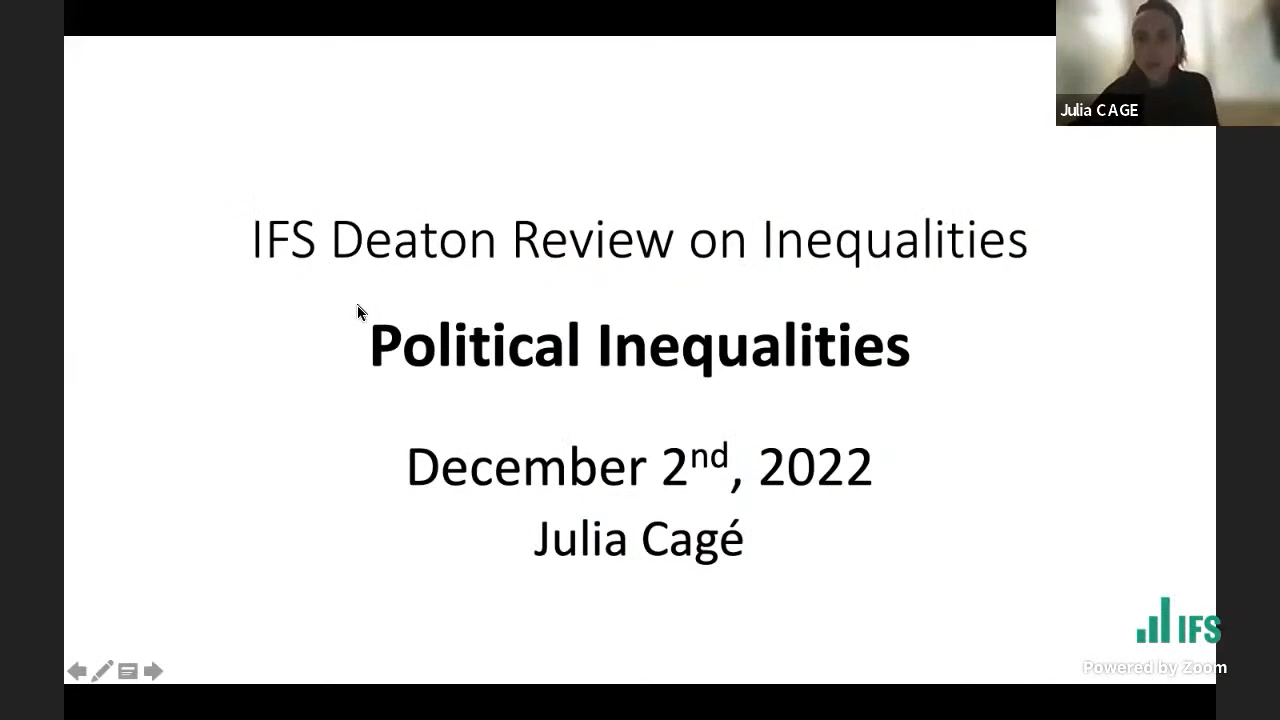 Julia CAGE
IFS Deaton Review on Inequalities
Political Inequalities
December 2nd, 2022
Julia Cagé
IFS
Powered by Zoom